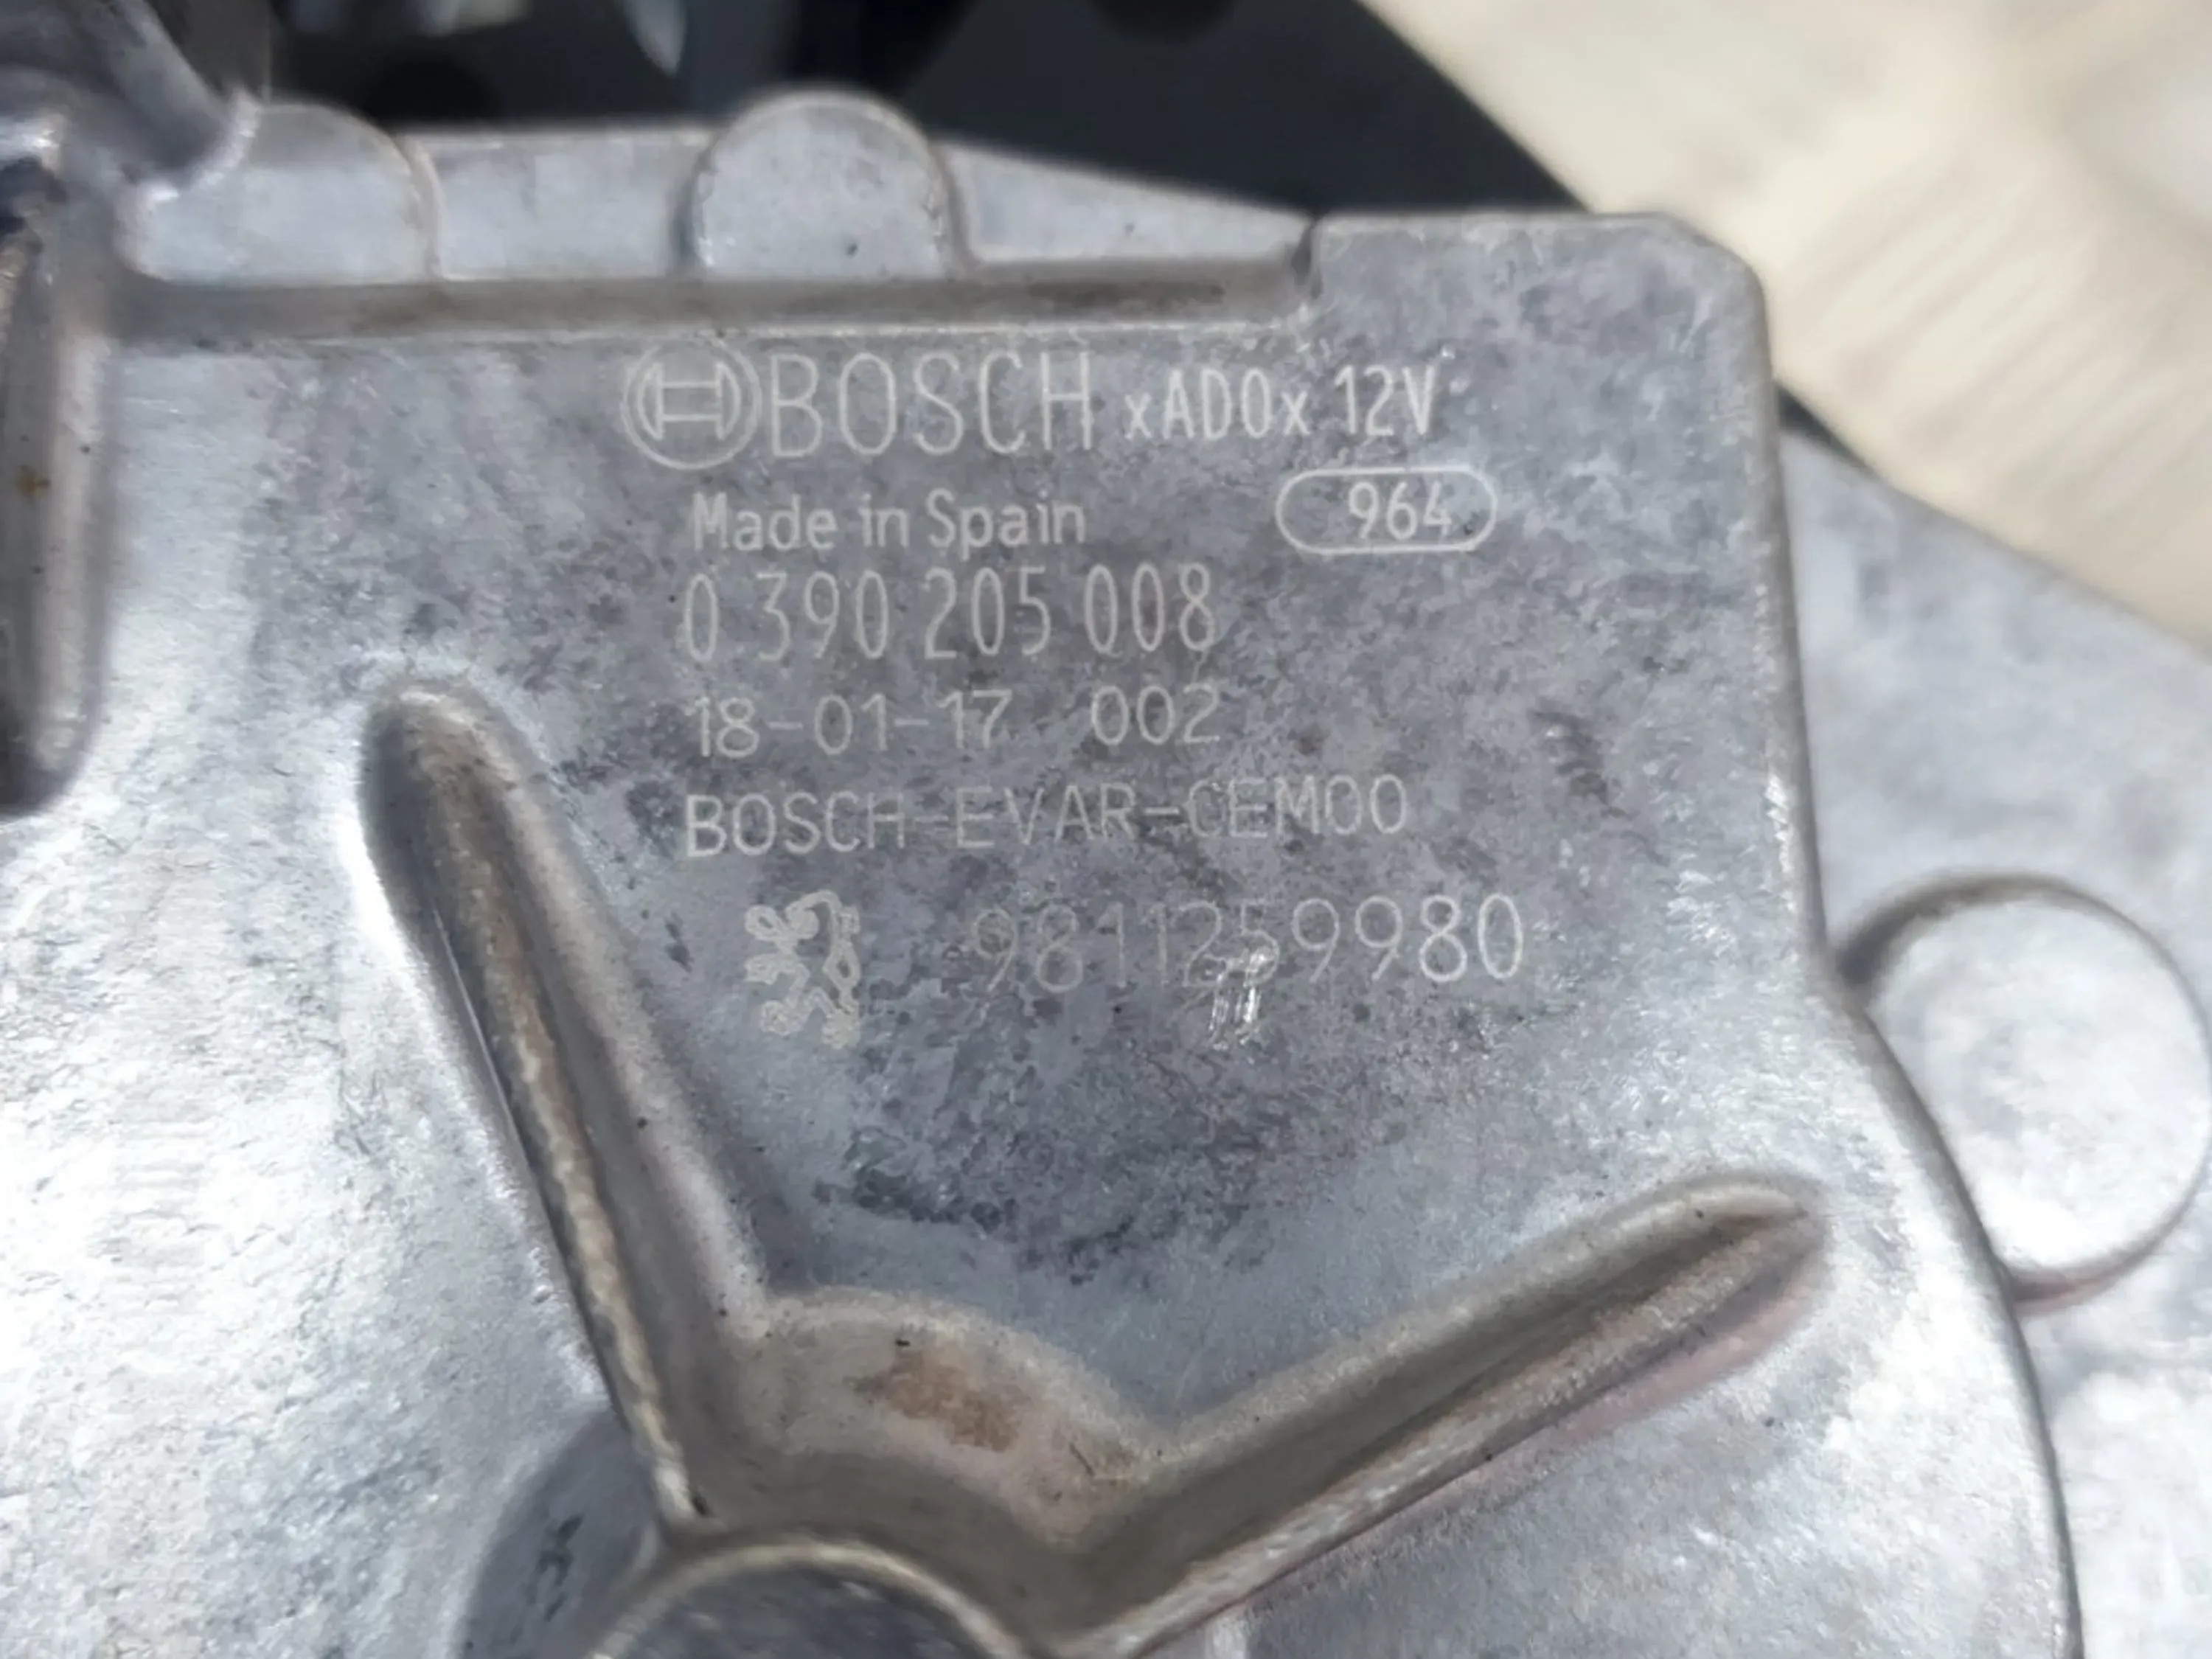 BOSCH xAD0x 12V
Made in Spain 964
0 390 205 008
18-01-17 002
BOSCH-EVAR-CEM00
9811259980